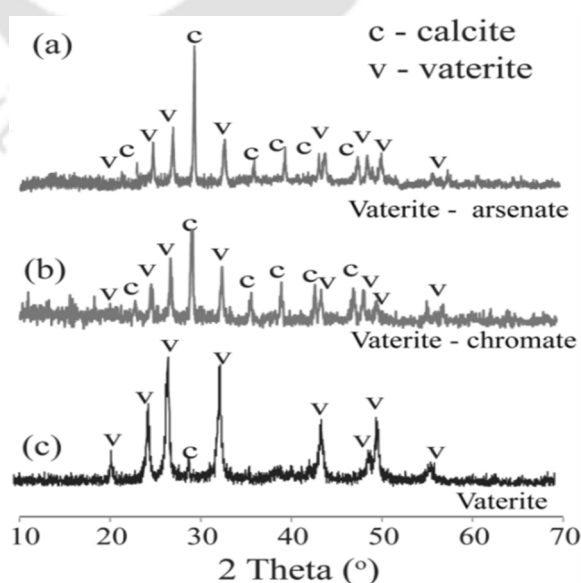 (a)
c - calcite
v - vaterite
v c v v c v c c c v c v v v
Vaterite - arsenate
(b)
v c v v c v c c c v c v v v
Vaterite - chromate
(c)
v v v c v v v v v
Vaterite
10 20 30 40 50 60 70
2 Theta (°)